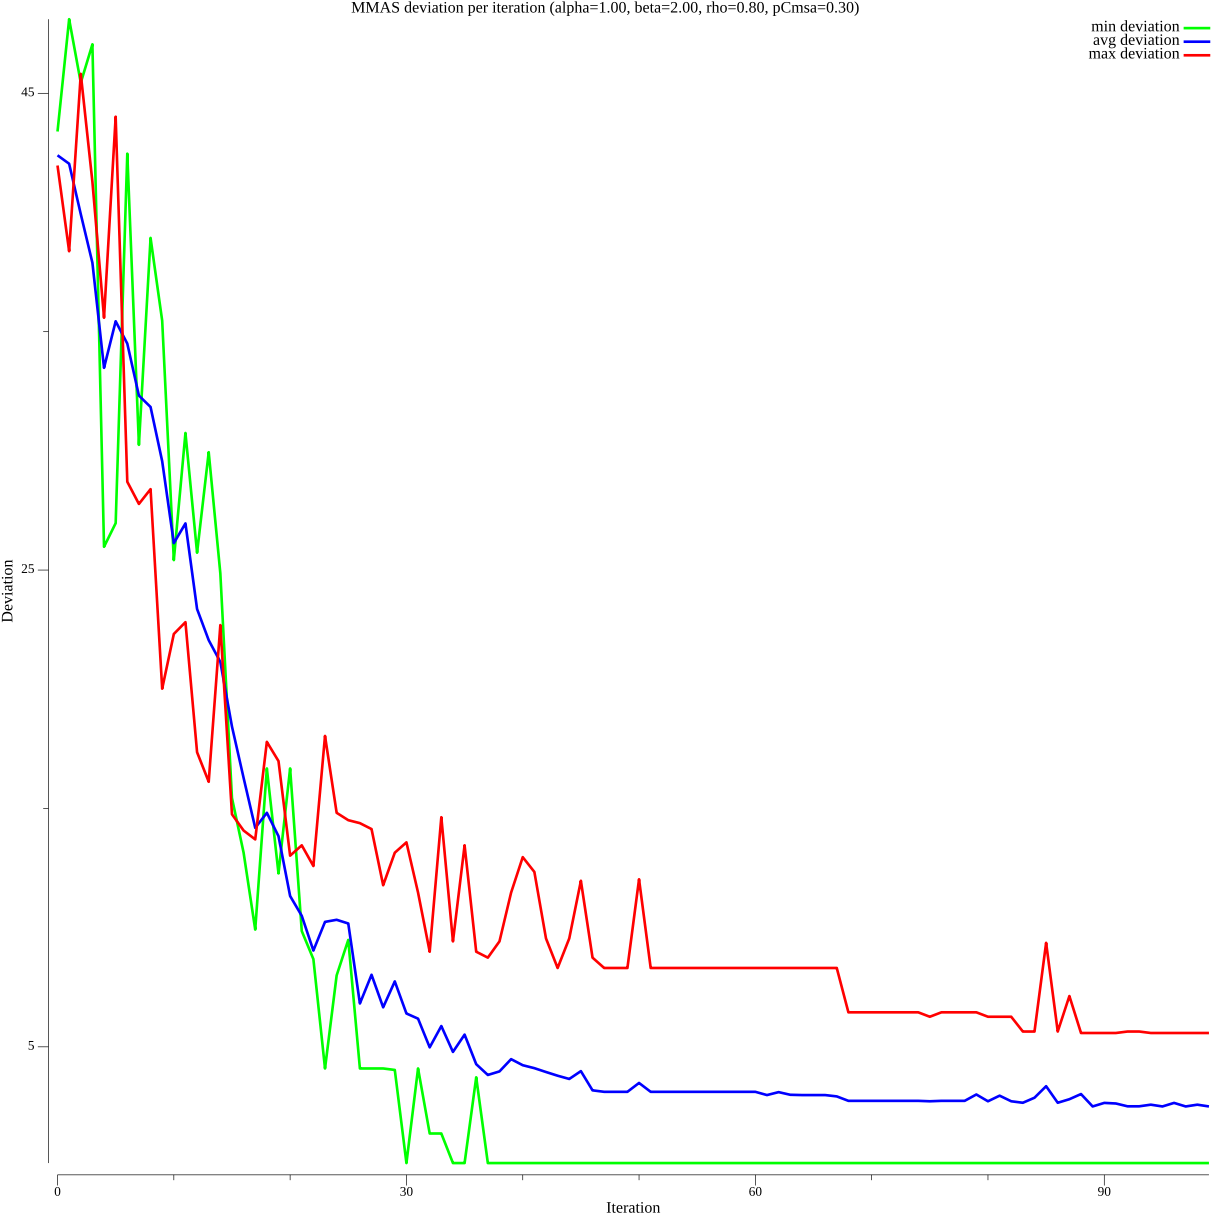 MMAS deviation per iteration (alpha=1.00, beta=2.00, rho=0.80, pCmsa=0.30)
min deviation
avg deviation
max deviation
45
25
5
Deviation
0
30
60
90
Iteration